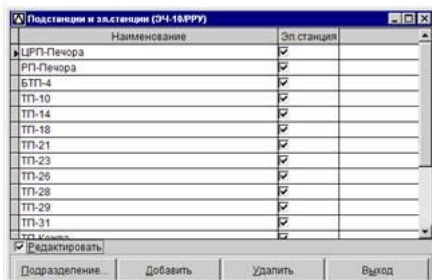 Подстанции и эл.станции (ЭЧ-10/РРУ)
Наименование Эл.станция
ЦРП-Печора
РП-Печора
БТП-4
ТП-10
ТП-14
ТП-18
ТП-21
ТП-23
ТП-26
ТП-28
ТП-29
ТП-31
ТП-Кожва
Редактировать
Подразделение... Добавить Удалить Выход